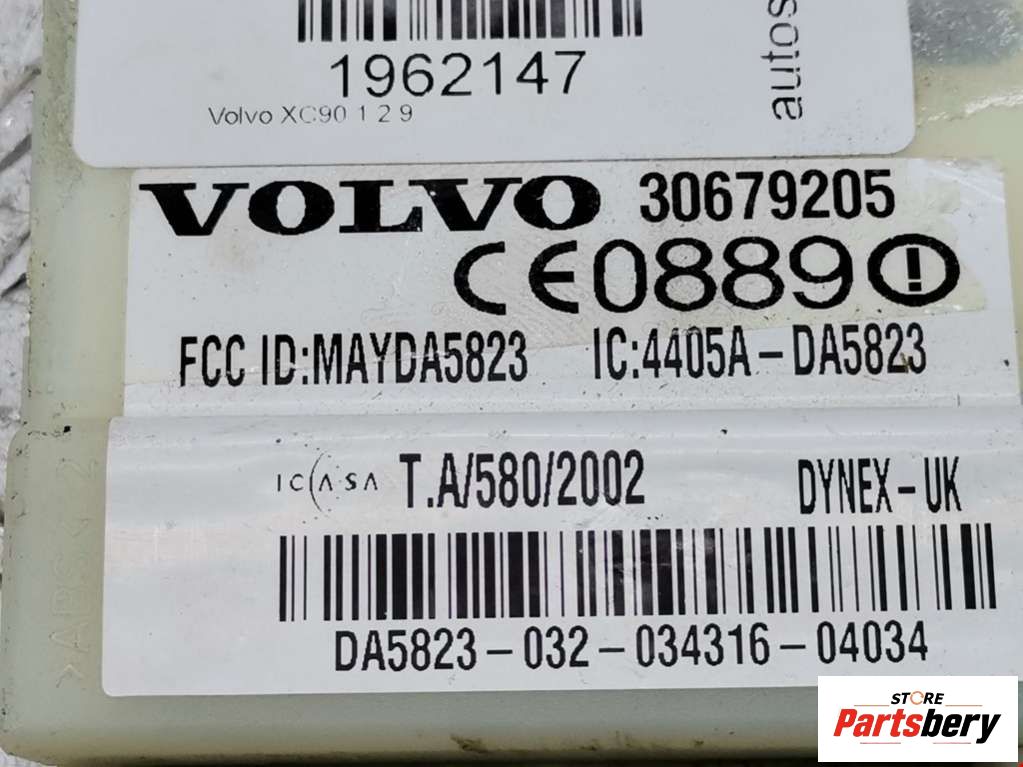 1962147
autos
Volvo XC90 1 2 9
VOLVO 30679205
CE0889
FCC ID:MAYDA5823 IC:4405A-DA5823
ICASA T.A/580/2002 DYNEX-UK
DA5823-032-034316-04034
>ABS
STORE
Partsbery